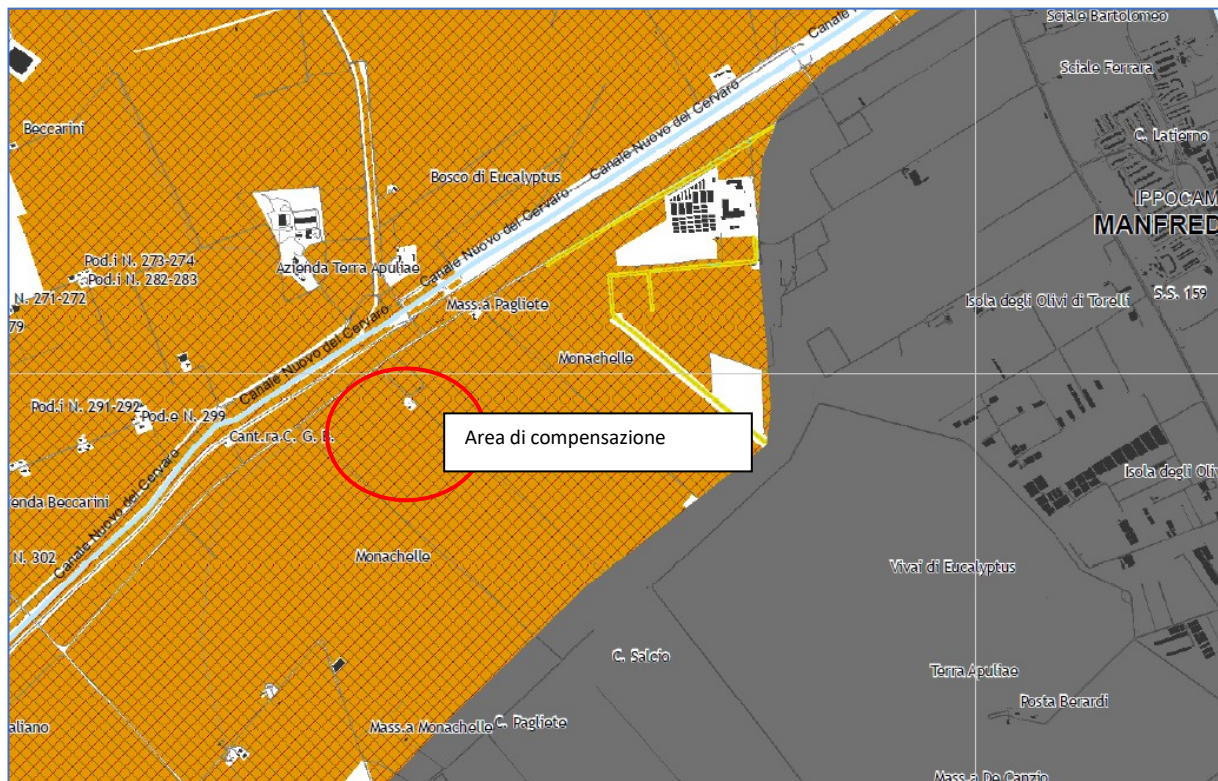 Sciale Bartolomeo
Canale Nuovo del Cervaro
Sciale Ferrara
Beccarini
C. Latierno
Canale Nuovo del Cervaro
Bosco di Eucalyptus
IPPOCAM
MANFRED
Canale Nuovo del Cervaro
Pod.i N. 273-274
Azienda Terra Apuliae
Pod.i N. 282-283
N. 271-272
S.S. 159
Isola degli Olivi di Torelli
Mass.a Pagliete
79
Canale Nuovo del Cervaro
Monachelle
Pod.i N. 291-292
Pod.e N. 299
Cant.ra C. G. B.
Area di compensazione
Isola degli Oliv
enda Beccarini
Canale Nuovo del Cervaro
N. 302
Monachelle
Vivai di Eucalyptus
C. Salcio
Terra Apuliae
Posta Berardi
aliano
Mass.a Monachelle
C. Pagliete
Mass.a De Canzio